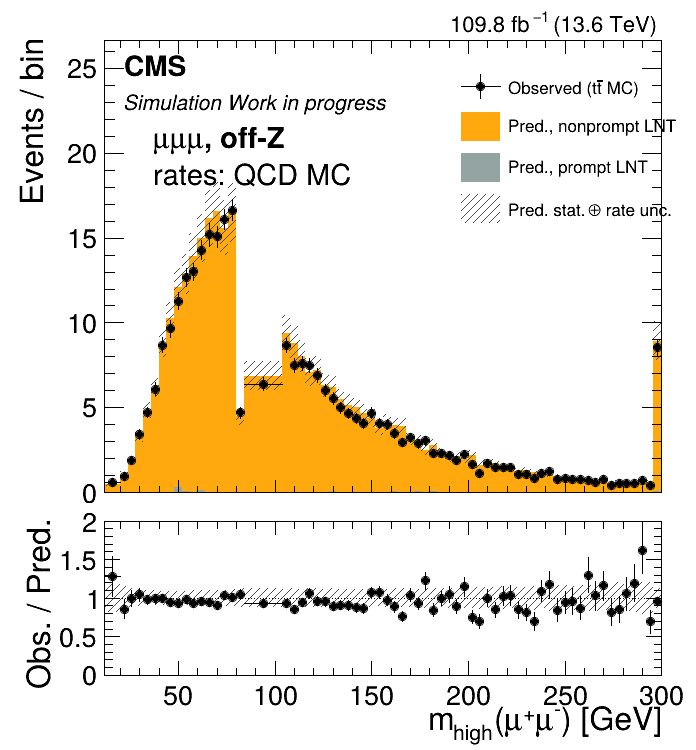 109.8 fb⁻¹ (13.6 TeV)
Events / bin
CMS
Simulation Work in progress
μμμ, off-Z
rates: QCD MC
Observed (tt̅ MC)
Pred., nonprompt LNT
Pred., prompt LNT
Pred. stat. ⊕ rate unc.
25
20
15
10
5
0
Obs. / Pred.
2
1.5
1
0.5
0
50 100 150 200 250 300
m_high(μ⁺μ⁻) [GeV]